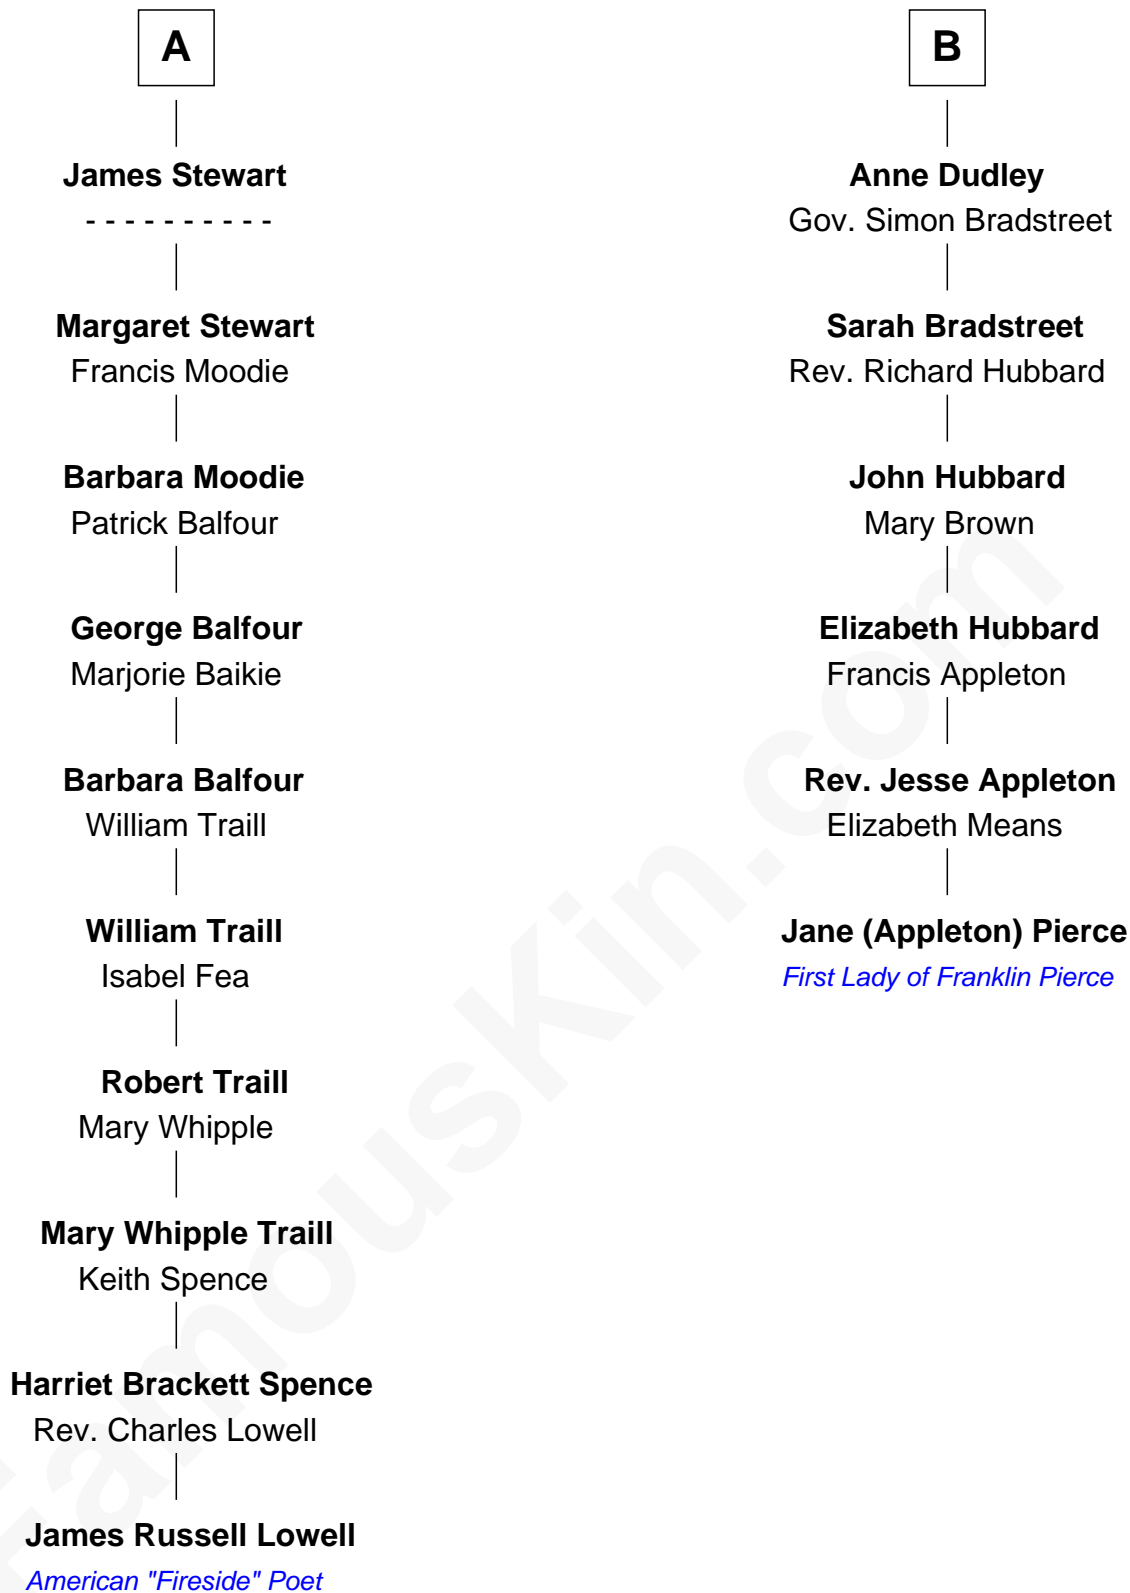 A
James Stewart
- - - - - - - - - -
Margaret Stewart
Francis Moodie
Barbara Moodie
Patrick Balfour
George Balfour
Marjorie Baikie
Barbara Balfour
William Traill
William Traill
Isabel Fea
Robert Traill
Mary Whipple
Mary Whipple Traill
Keith Spence
Harriet Brackett Spence
Rev. Charles Lowell
James Russell Lowell
American "Fireside" Poet
B
Anne Dudley
Gov. Simon Bradstreet
Sarah Bradstreet
Rev. Richard Hubbard
John Hubbard
Mary Brown
Elizabeth Hubbard
Francis Appleton
Rev. Jesse Appleton
Elizabeth Means
Jane (Appleton) Pierce
First Lady of Franklin Pierce
FamousKin.com